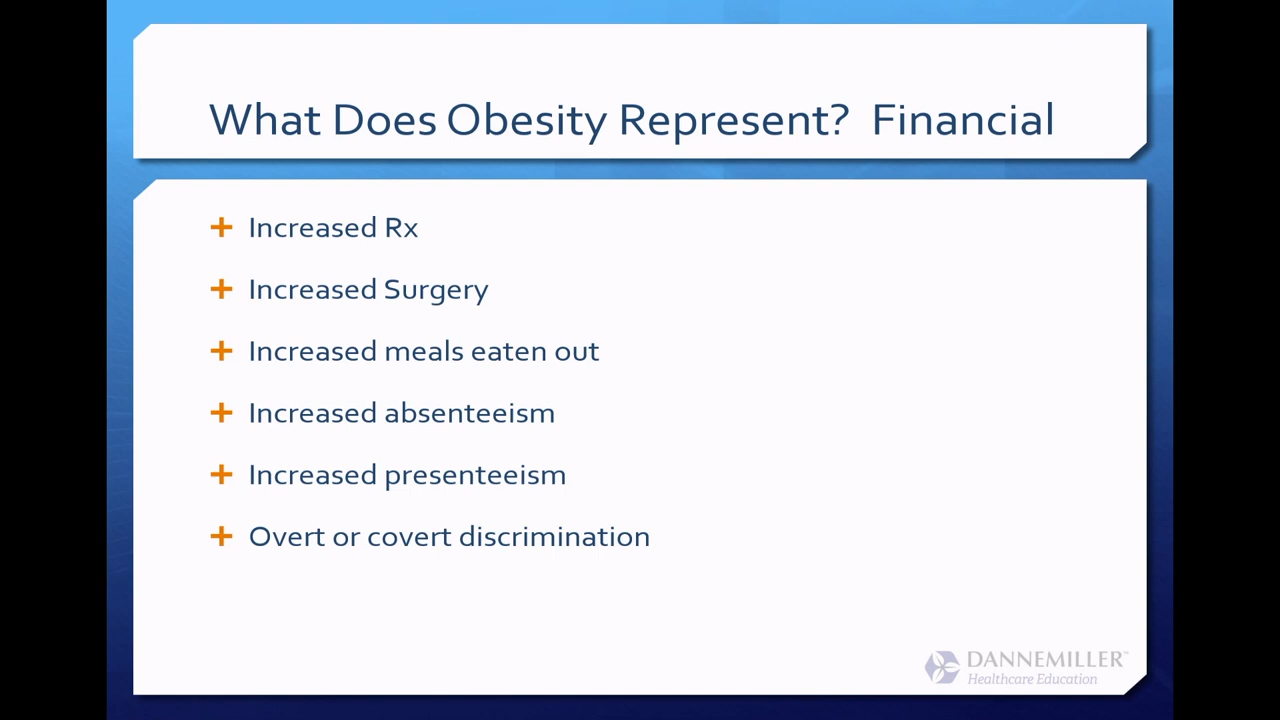 What Does Obesity Represent?  Financial
Increased Rx
Increased Surgery
Increased meals eaten out
Increased absenteeism
Increased presenteeism
Overt or covert discrimination
DANNEMILLER™
Healthcare Education